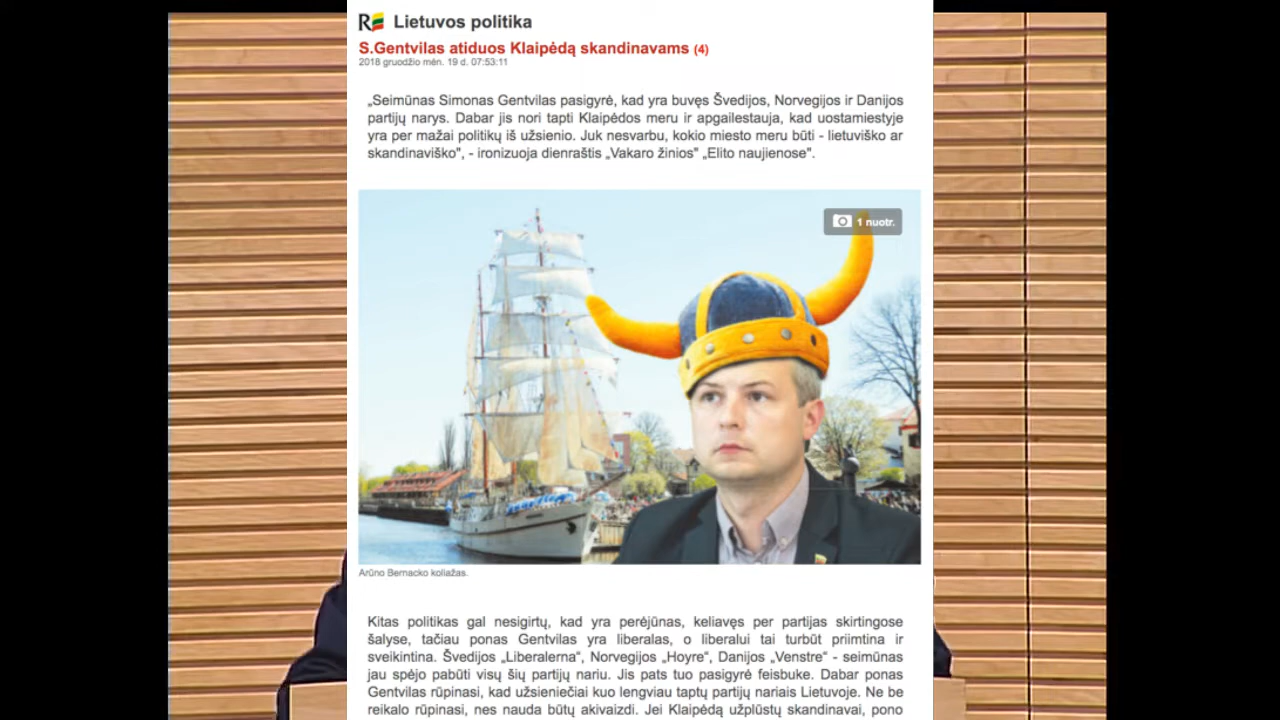 Lietuvos politika
S.Gentvilas atiduos Klaipėdą skandinavams (4)
2018 gruodžio mėn. 19 d. 07:53:11
„Seimūnas Simonas Gentvilas pasigyrė, kad yra buvęs Švedijos, Norvegijos ir Danijos
partijų narys. Dabar jis nori tapti Klaipėdos meru ir apgailestauja, kad uostamiestyje
yra per mažai politikų iš užsienio. Juk nesvarbu, kokio miesto meru būti - lietuviško ar
skandinaviško", - ironizuoja dienraštis „Vakaro žinios" „Elito naujienose".
1 nuotr.
Arūno Bernacko koliažas.
Kitas politikas gal nesigirtų, kad yra perėjūnas, keliavęs per partijas skirtingose
šalyse, tačiau ponas Gentvilas yra liberalas, o liberalui tai turbūt priimtina ir
sveikintina. Švedijos „Liberalerna“, Norvegijos „Hoyre“, Danijos „Venstre“ - seimūnas
jau spėjo pabūti visų šių partijų nariu. Jis pats tuo pasigyrė feisbuke. Dabar ponas
Gentvilas rūpinasi, kad užsieniečiai kuo lengviau taptų partijų nariais Lietuvoje. Ne be
reikalo rūpinasi, nes nauda būtų akivaizdi. Jei Klaipėdą užplūstų skandinavai, pono